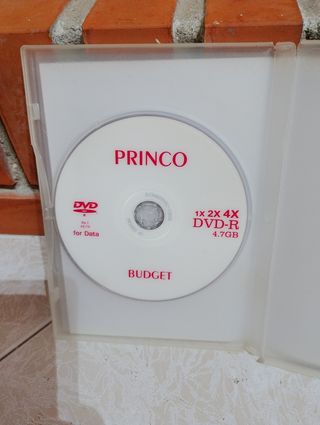 PRINCO
DVD
for Data
1X 2X 4X
DVD-R
4.7GB
BUDGET